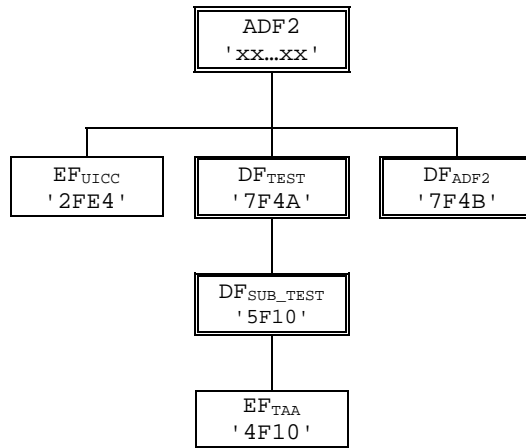 ADF2
'xx…xx'
EFUICC
'2FE4'
DFTEST
'7F4A'
DFADF2
'7F4B'
DFSUB_TEST
'5F10'
EFTAA
'4F10'